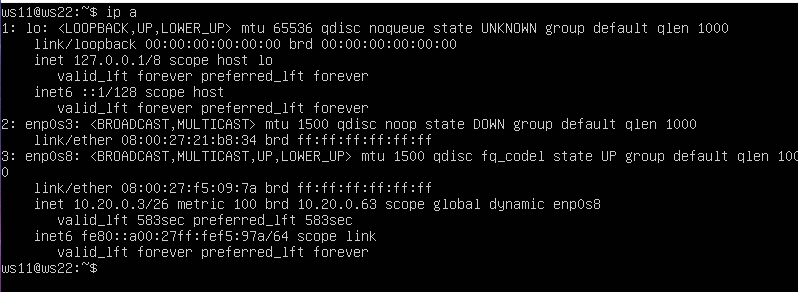 ws11@ws22:~$ ip a
1: lo: <LOOPBACK,UP,LOWER_UP> mtu 65536 qdisc noqueue state UNKNOWN group default qlen 1000
    link/loopback 00:00:00:00:00:00 brd 00:00:00:00:00:00
    inet 127.0.0.1/8 scope host lo
       valid_lft forever preferred_lft forever
    inet6 ::1/128 scope host
       valid_lft forever preferred_lft forever
2: enp0s3: <BROADCAST,MULTICAST> mtu 1500 qdisc noop state DOWN group default qlen 1000
    link/ether 08:00:27:21:b8:34 brd ff:ff:ff:ff:ff:ff
3: enp0s8: <BROADCAST,MULTICAST,UP,LOWER_UP> mtu 1500 qdisc fq_codel state UP group default qlen 100
0
    link/ether 08:00:27:f5:09:7a brd ff:ff:ff:ff:ff:ff
    inet 10.20.0.3/26 metric 100 brd 10.20.0.63 scope global dynamic enp0s8
       valid_lft 583sec preferred_lft 583sec
    inet6 fe80::a00:27ff:fef5:97a/64 scope link
       valid_lft forever preferred_lft forever
ws11@ws22:~$